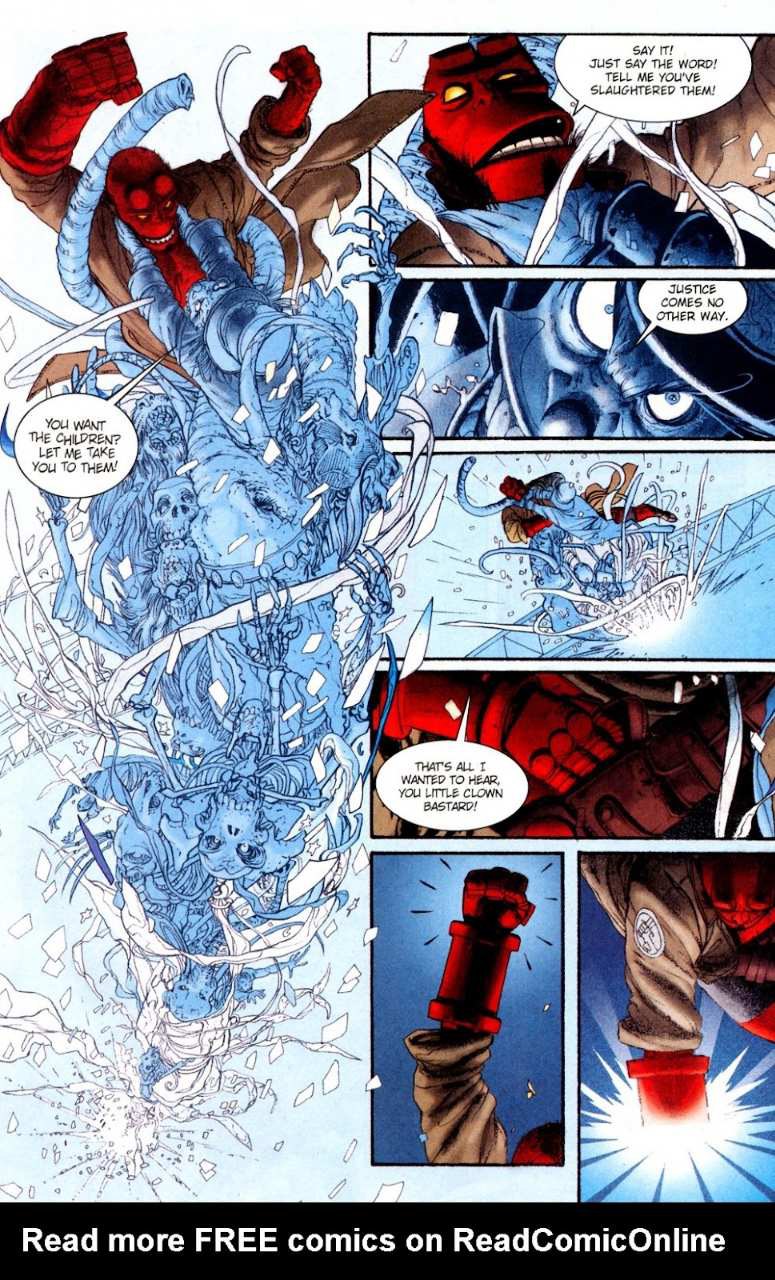 YOU WANT
THE CHILDREN?
LET ME TAKE
YOU TO THEM!
SAY IT!
JUST SAY THE WORD!
TELL ME YOU'VE
SLAUGHTERED THEM!
JUSTICE
COMES NO
OTHER WAY.
THAT'S ALL I
WANTED TO HEAR,
YOU LITTLE CLOWN
BASTARD!
Read more FREE comics on ReadComicOnline